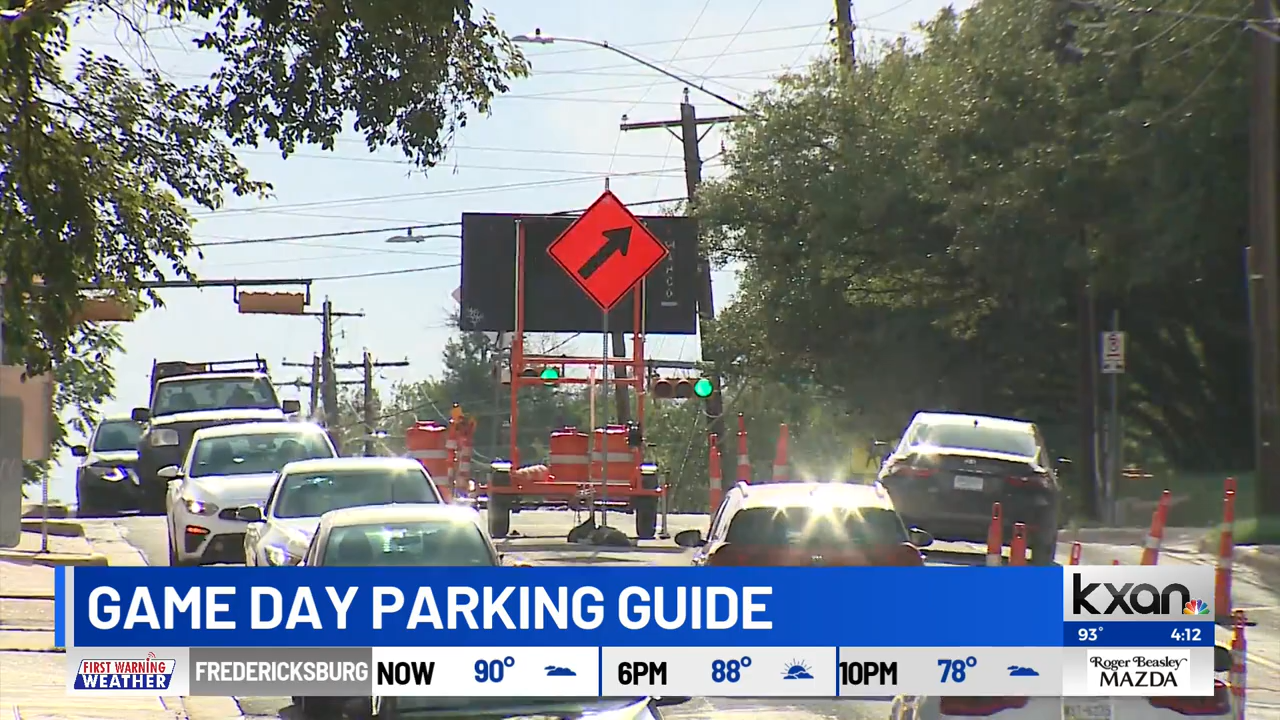 GAME DAY PARKING GUIDE
kxan
93° 4:12
FIRST WARNING
WEATHER
FREDERICKSBURG NOW 90° 6PM 88° 10PM 78°
Roger Beasley
MAZDA